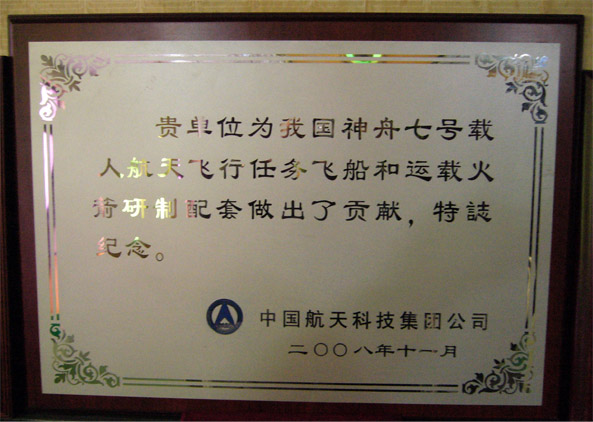 贵单位为我国神舟七号载
人航天飞行任务飞船和运载火
箭研制配套做出了贡献，特誌
纪念。
中国航天科技集团公司
二〇〇八年十一月